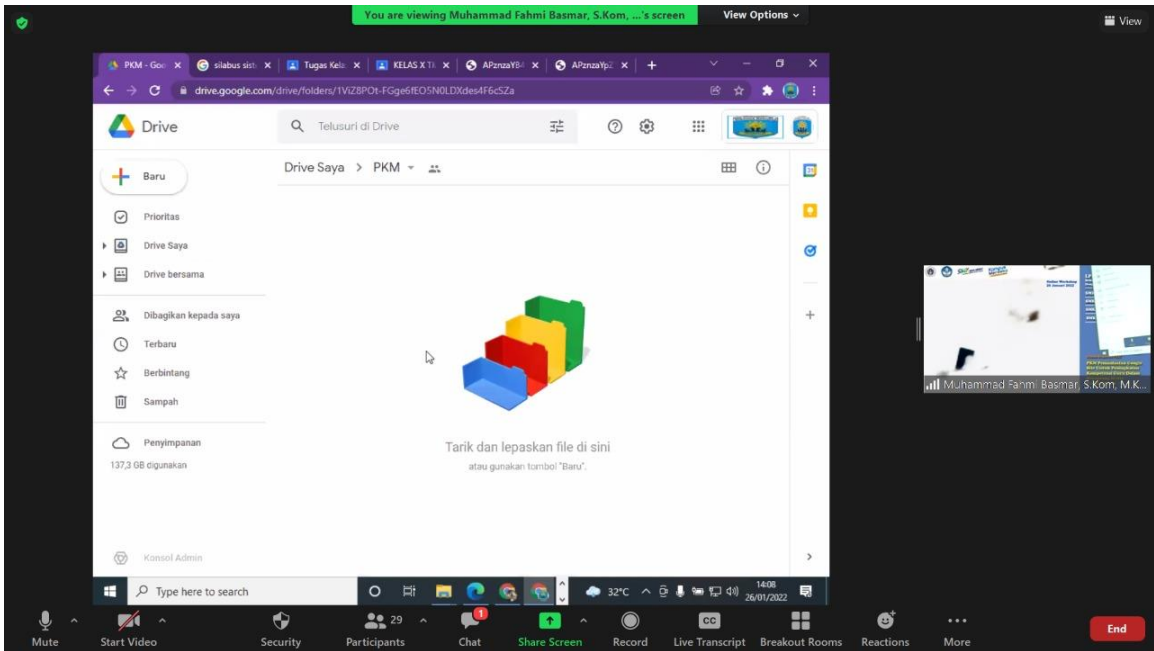 You are viewing Muhammad Fahmi Basmar, S.Kom, ...'s screen
View Options
View
PKM - Goo
silabus sist
Tugas Kela
KELAS X TI
drive.google.com/drive/folders/1ViZ8POt-FGge6fEO5N0LDXdes4F6cSZa
Drive
Telusuri di Drive
Baru
Drive Saya > PKM
Prioritas
Drive Saya
Drive bersama
Dibagikan kepada saya
Terbaru
Berbintang
Sampah
Penyimpanan
137,3 GB digunakan
Tarik dan lepaskan file di sini
atau gunakan tombol "Baru".
Konsol Admin
Muhammad Fahmi Basmar, S.Kom, M.K...
Type here to search
32°C
14:08
26/01/2022
29
1
CC
Mute
Start Video
Security
Participants
Chat
Share Screen
Record
Live Transcript
Breakout Rooms
Reactions
More
End